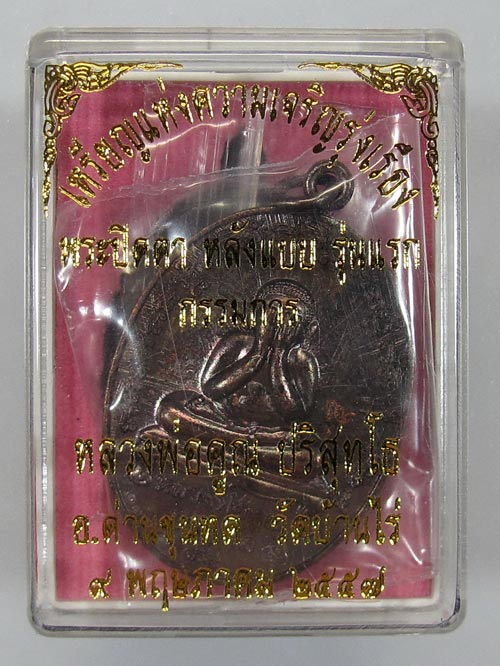 เหรียญแห่งความเจริญรุ่งเรือง
พระปิดตา หลังแบบ รุ่นแรก
กรรมการ
หลวงพ่อคูณ ปริสุทฺโธ
อ.ด่านขุนทด วัดบ้านไร่
๙ พฤษภาคม ๒๕๕๗